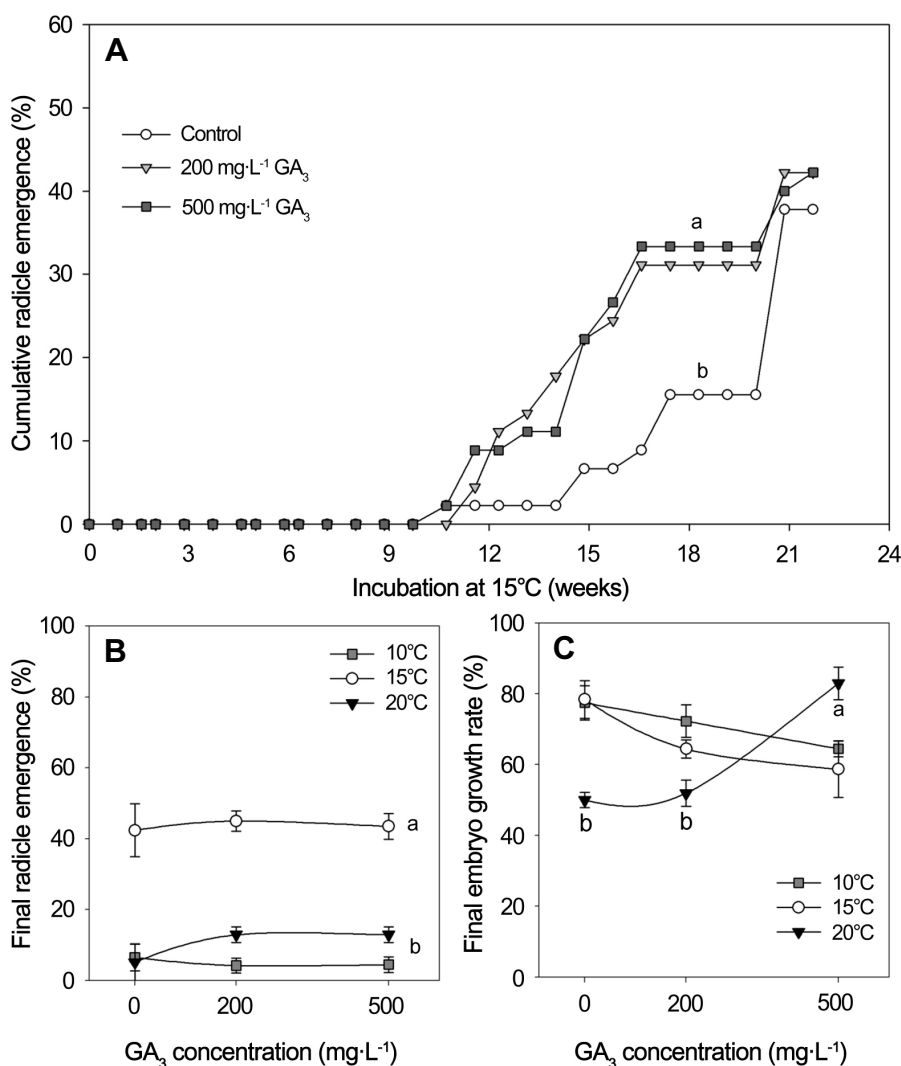 A
60
50
40
30
20
10
0
Cumulative radicle emergence (%)
Control
200 mg·L⁻¹ GA₃
500 mg·L⁻¹ GA₃
a
b
0 3 6 9 12 15 18 21 24
Incubation at 15°C (weeks)
B
100
80
60
40
20
0
Final radicle emergence (%)
10°C
15°C
20°C
a
b
0 200 500
GA₃ concentration (mg·L⁻¹)
C
100
80
60
40
20
0
Final embryo growth rate (%)
a
b b
10°C
15°C
20°C
0 200 500
GA₃ concentration (mg·L⁻¹)